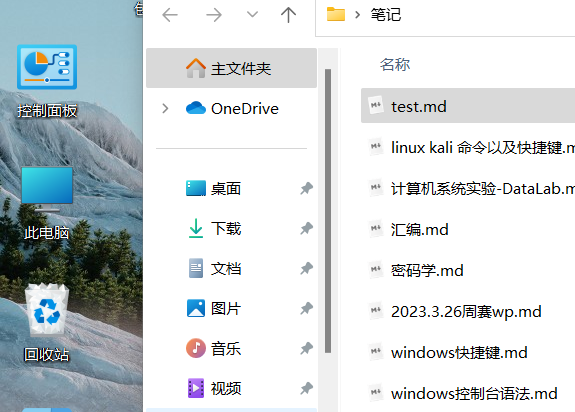 控制面板
此电脑
回收站
笔记
主文件夹
OneDrive
桌面
下载
文档
图片
音乐
视频
名称
test.md
linux kali 命令以及快捷键.m
计算机系统实验-DataLab.m
汇编.md
密码学.md
2023.3.26周赛wp.md
windows快捷键.md
windows控制台语法.md